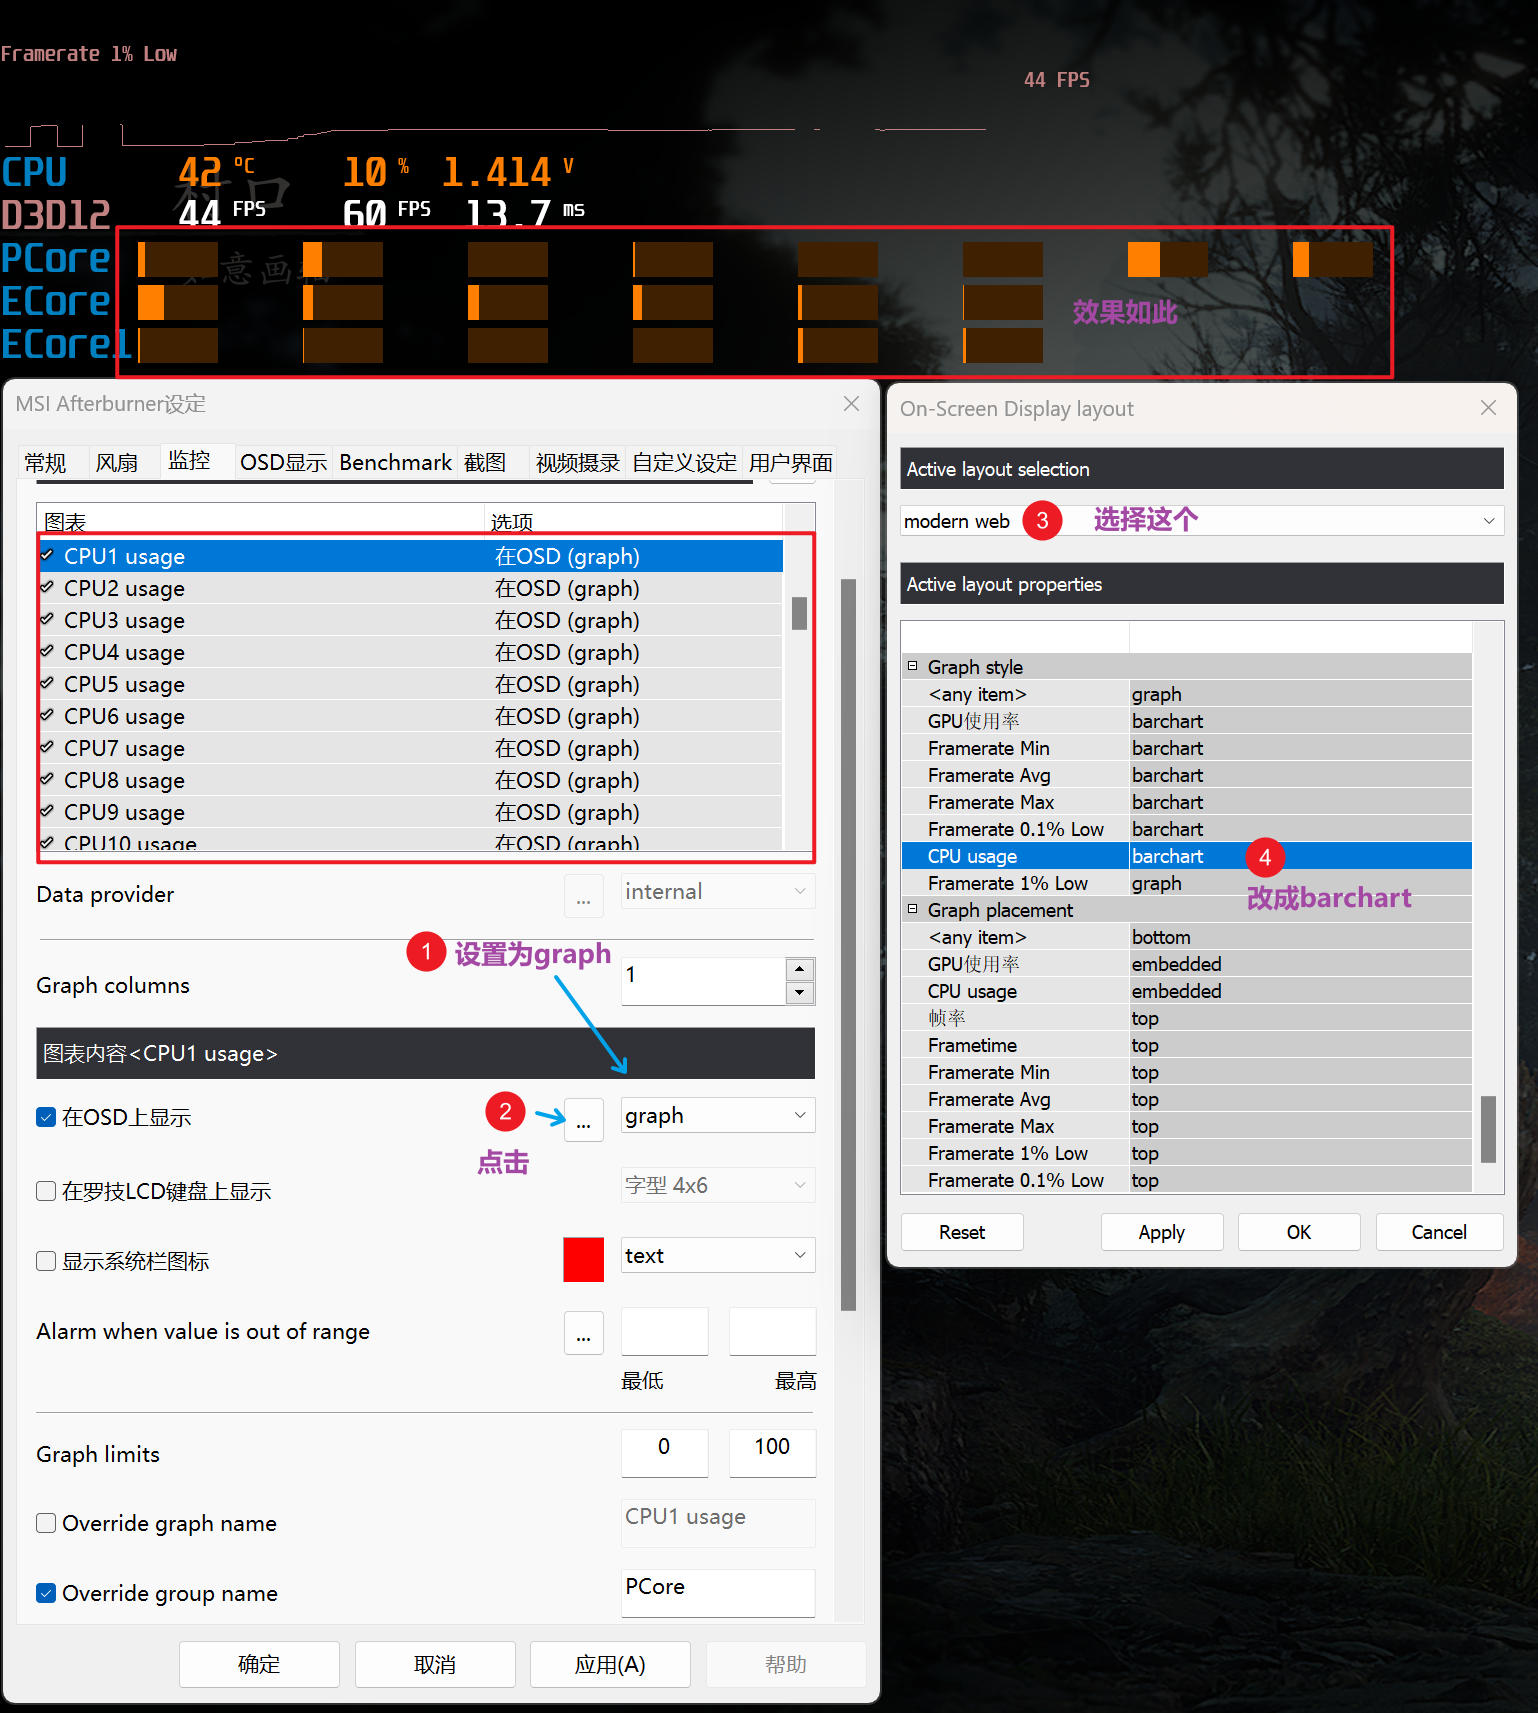 Framerate 1% Low
44 FPS
CPU 42 °C 10 % 1.414 V
D3D12 44 FPS 60 FPS 13.7 ms
村口
PCore
意画
ECore
效果如此
ECore1
MSI Afterburner设定
常规 风扇 监控 OSD显示 Benchmark 截图 视频摄录 自定义设定 用户界面
图表 选项
CPU1 usage 在OSD (graph)
CPU2 usage 在OSD (graph)
CPU3 usage 在OSD (graph)
CPU4 usage 在OSD (graph)
CPU5 usage 在OSD (graph)
CPU6 usage 在OSD (graph)
CPU7 usage 在OSD (graph)
CPU8 usage 在OSD (graph)
CPU9 usage 在OSD (graph)
CPU10 usage 在OSD (graph)
Data provider ... internal
1 设置为graph
Graph columns 1
图表内容<CPU1 usage>
在OSD上显示 2 ... graph
点击
在罗技LCD键盘上显示 字型 4x6
显示系统栏图标 text
Alarm when value is out of range ...
最低 最高
Graph limits 0 100
Override graph name CPU1 usage
Override group name PCore
确定 取消 应用(A) 帮助
On-Screen Display layout
Active layout selection
modern web 3 选择这个
Active layout properties
Graph style
<any item> graph
GPU使用率 barchart
Framerate Min barchart
Framerate Avg barchart
Framerate Max barchart
Framerate 0.1% Low barchart
CPU usage barchart 4
Framerate 1% Low graph
改成barchart
Graph placement
<any item> bottom
GPU使用率 embedded
CPU usage embedded
帧率 top
Frametime top
Framerate Min top
Framerate Avg top
Framerate Max top
Framerate 1% Low top
Framerate 0.1% Low top
Reset Apply OK Cancel